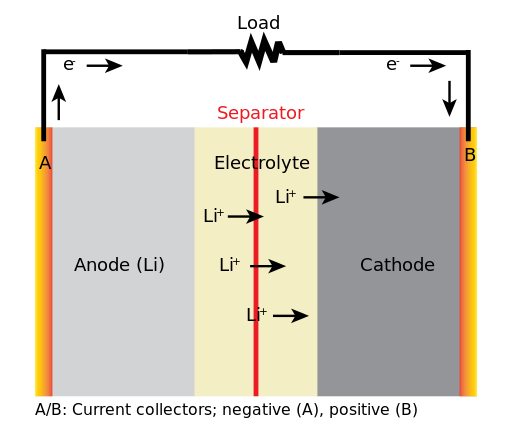 Load
e-
e-
Separator
A
B
Electrolyte
Li+
Li+
Anode (Li)
Li+
Cathode
Li+
A/B: Current collectors; negative (A), positive (B)